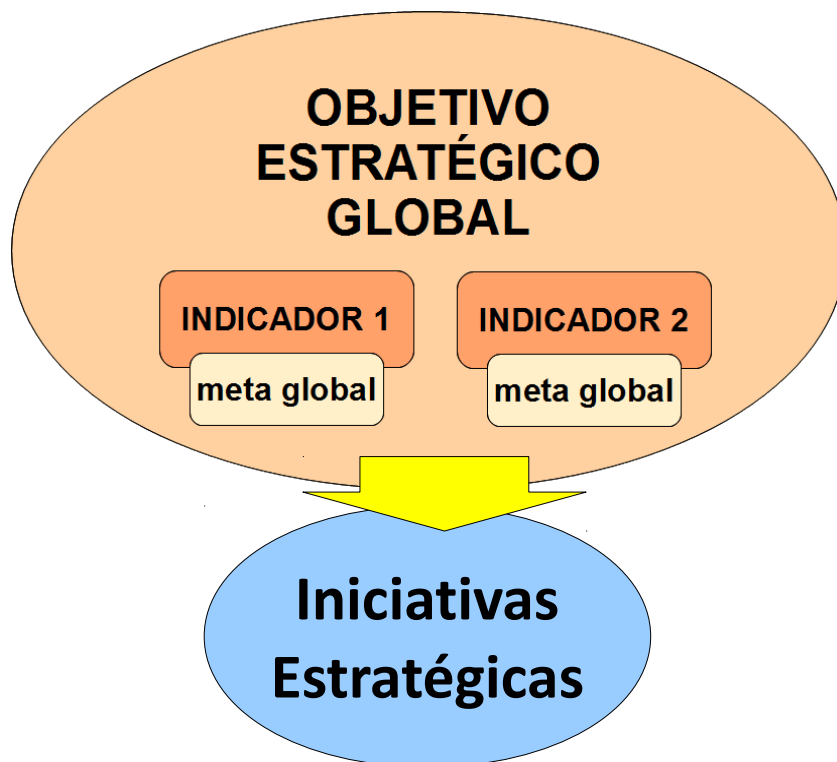 OBJETIVO
ESTRATÉGICO
GLOBAL
INDICADOR 1
INDICADOR 2
meta global
meta global
Iniciativas
Estratégicas